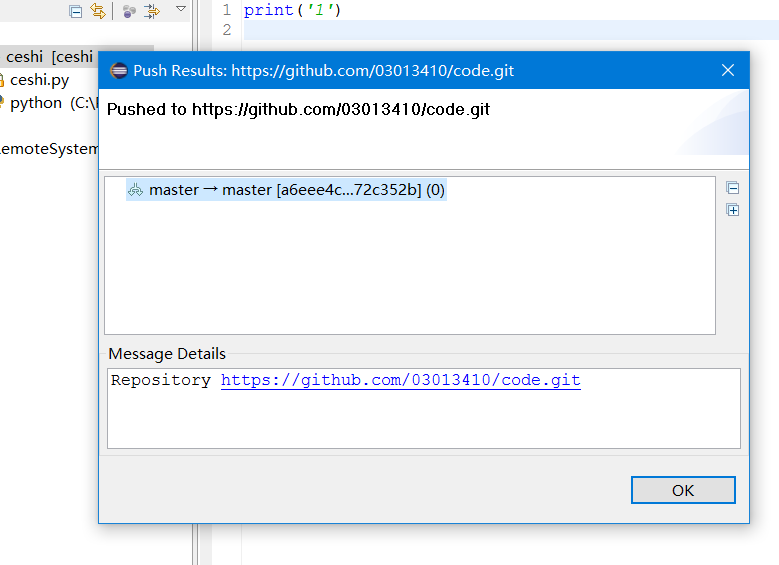 1 print('1')
2
ceshi [ceshi
ceshi.py
python (C:\
emoteSystem
Push Results: https://github.com/03013410/code.git
Pushed to https://github.com/03013410/code.git
master → master [a6eee4c...72c352b] (0)
Message Details
Repository https://github.com/03013410/code.git
OK